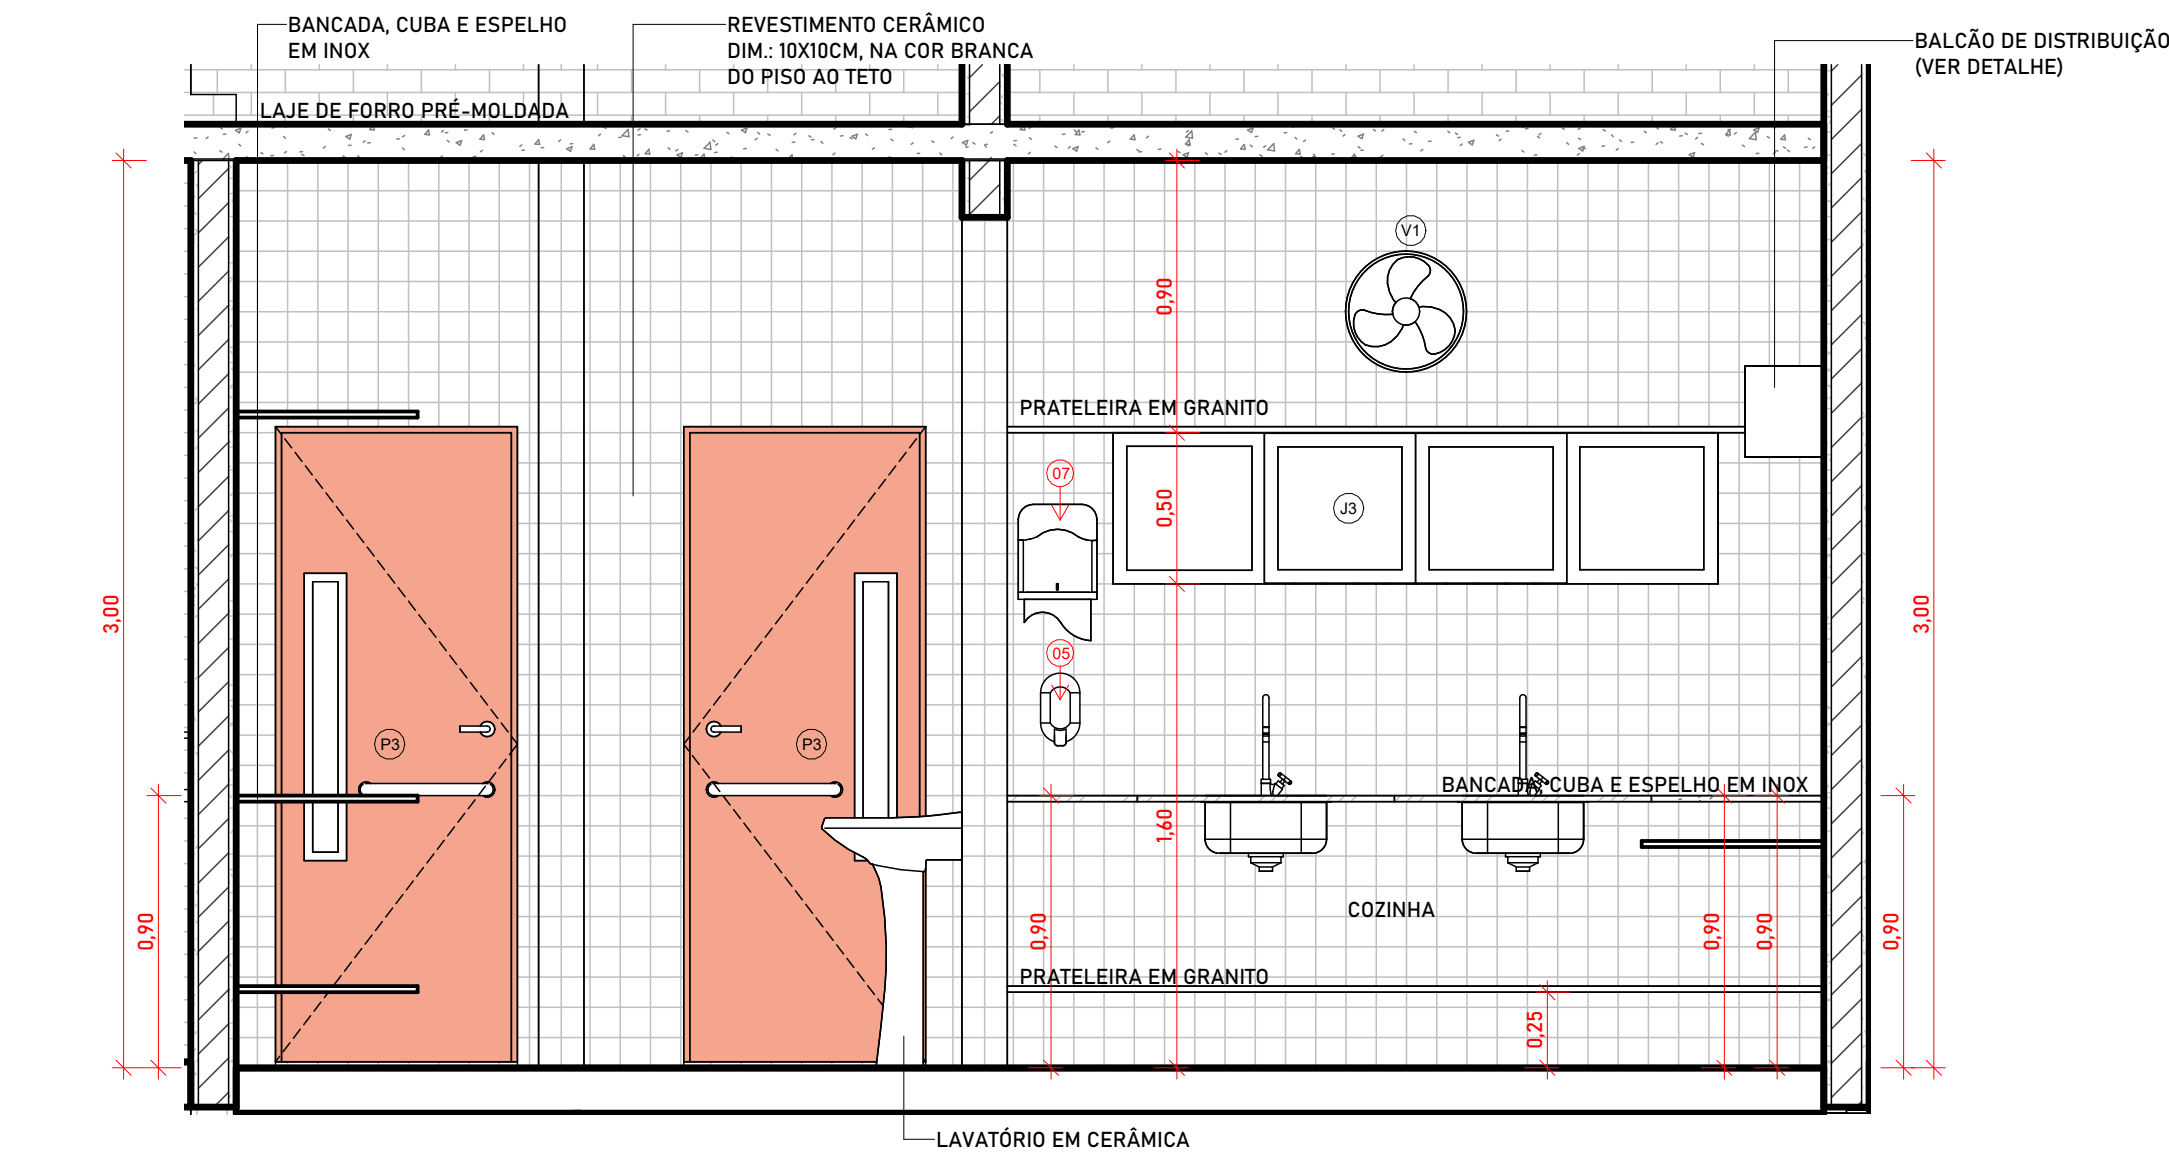 BANCADA, CUBA E ESPELHO
EM INOX
REVESTIMENTO CERÂMICO
DIM.: 10X10CM, NA COR BRANCA
DO PISO AO TETO
BALCÃO DE DISTRIBUIÇÃO
(VER DETALHE)
LAJE DE FORRO PRÉ-MOLDADA
V1
0,90
PRATELEIRA EM GRANITO
07
0,50
J3
3,00
3,00
05
P3
P3
BANCADA, CUBA E ESPELHO EM INOX
1,60
COZINHA
0,90
0,90
0,90
0,90
0,90
PRATELEIRA EM GRANITO
0,25
LAVATÓRIO EM CERÂMICA